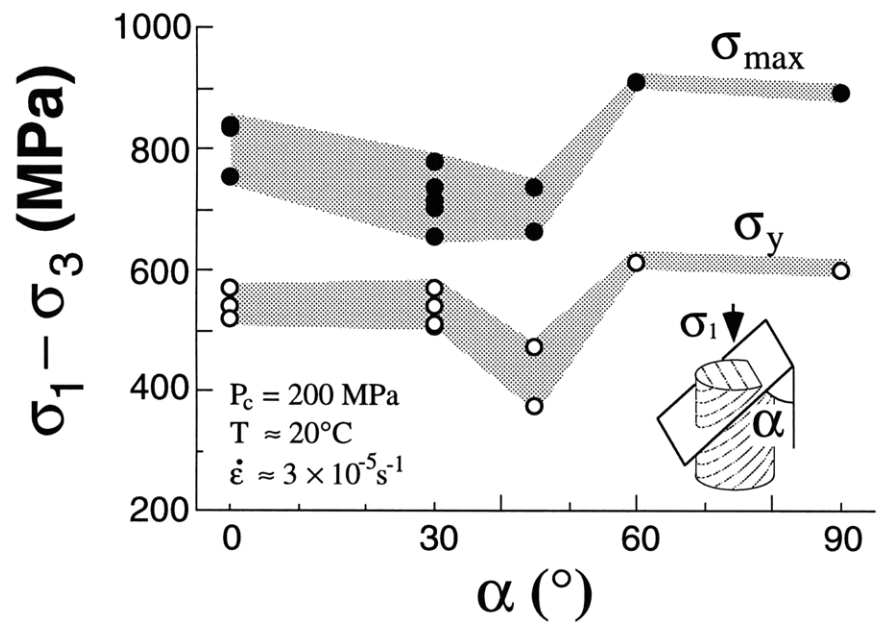 1000
800
600
400
200
σ₁ – σ₃ (MPa)
σmax
σy
σ₁
α
Pc = 200 MPa
T ≈ 20°C
ε̇ ≈ 3 × 10⁻⁵s⁻¹
0 30 60 90
α (°)